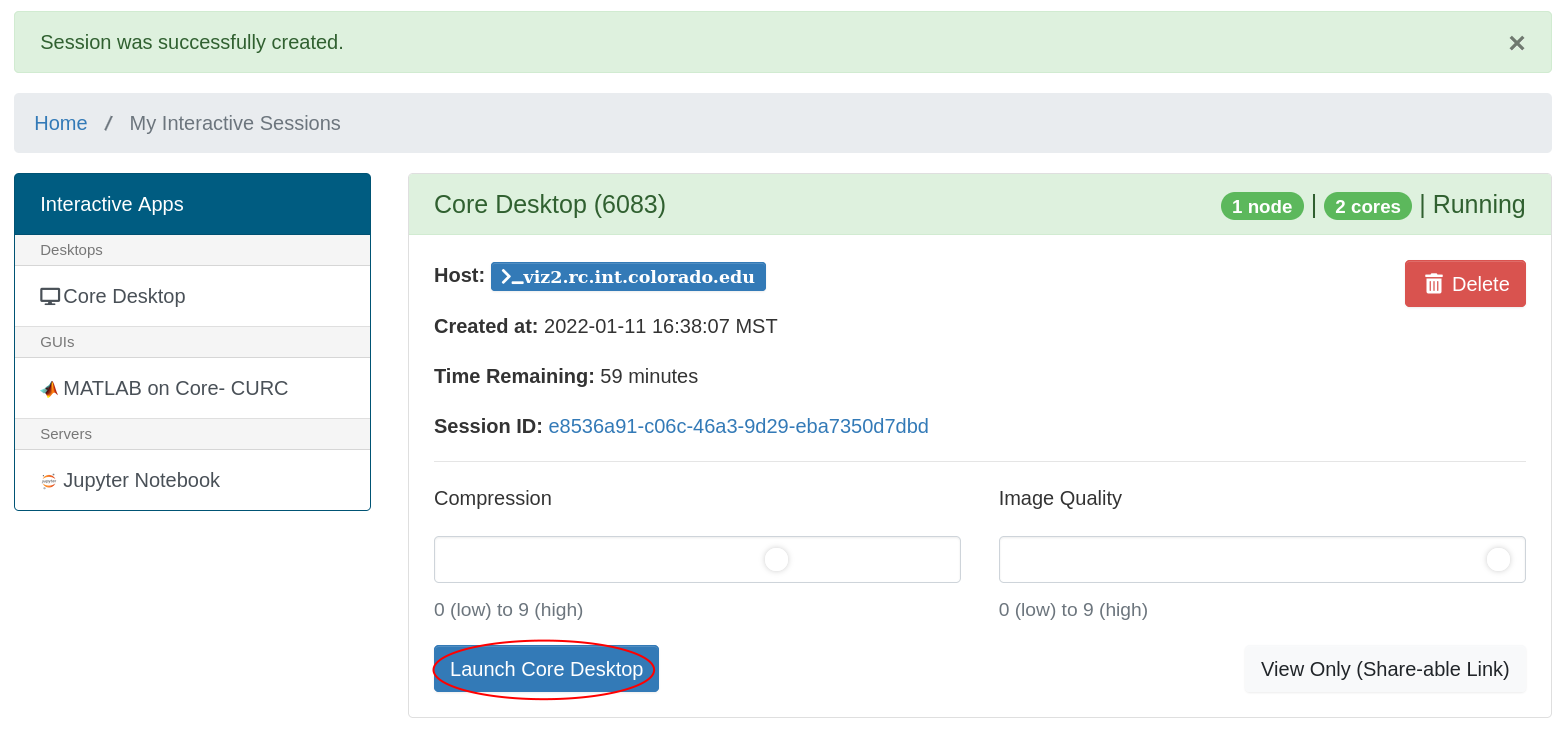 Session was successfully created.
×
Home / My Interactive Sessions
Interactive Apps
Desktops
Core Desktop
GUIs
MATLAB on Core- CURC
Servers
Jupyter Notebook
Core Desktop (6083)
1 node | 2 cores | Running
Host: >_viz2.rc.int.colorado.edu
Delete
Created at: 2022-01-11 16:38:07 MST
Time Remaining: 59 minutes
Session ID: e8536a91-c06c-46a3-9d29-eba7350d7dbd
Compression
0 (low) to 9 (high)
Image Quality
0 (low) to 9 (high)
Launch Core Desktop
View Only (Share-able Link)